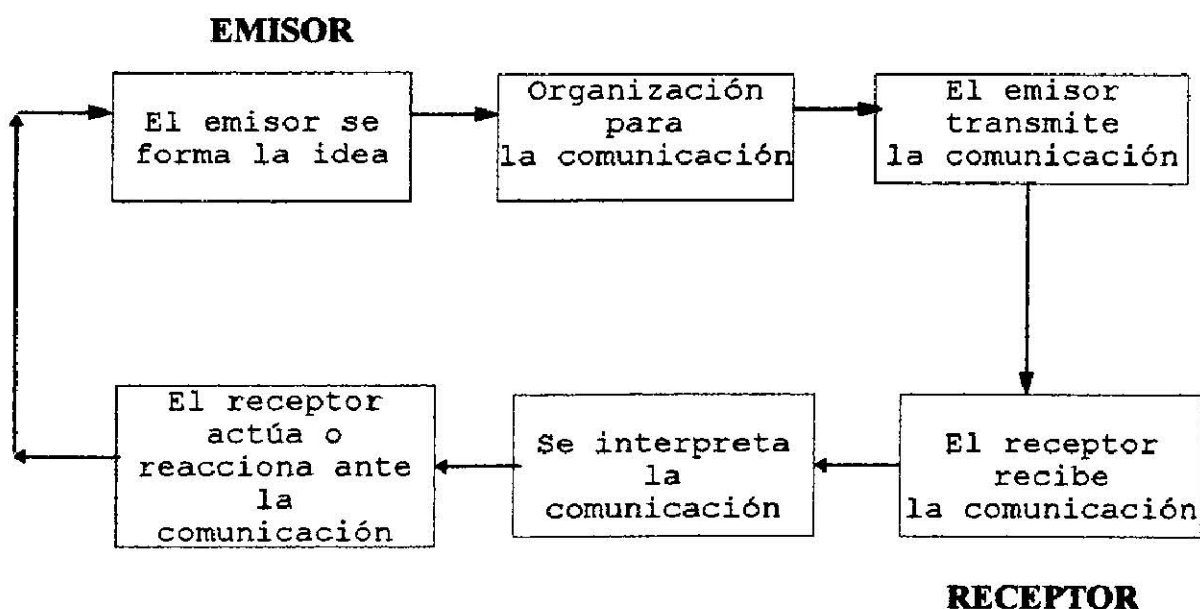 EMISOR
El emisor se
forma la idea
Organización
para
la comunicación
El emisor
transmite
la comunicación
El receptor
actúa o
reacciona ante
la
comunicación
Se interpreta
la
comunicación
El receptor
recibe
la comunicación
RECEPTOR